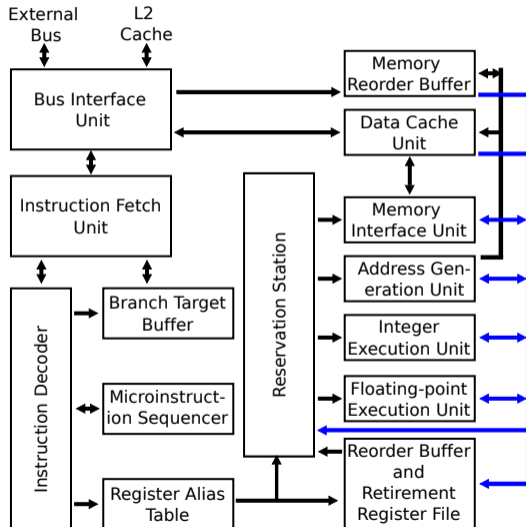 External
Bus
L2
Cache
Bus Interface
Unit
Memory
Reorder Buffer
Data Cache
Unit
Instruction Fetch
Unit
Reservation Station
Memory
Interface Unit
Address Gen-
eration Unit
Instruction Decoder
Branch Target
Buffer
Integer
Execution Unit
Microinstruct-
ion Sequencer
Floating-point
Execution Unit
Register Alias
Table
Reorder Buffer
and
Retirement
Register File